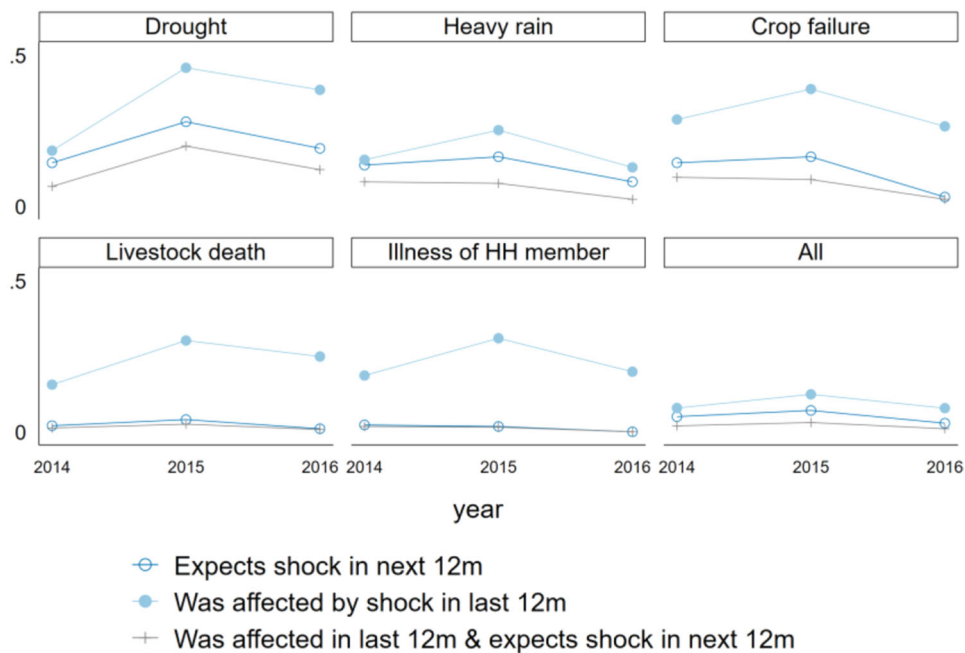 Drought Heavy rain Crop failure
.5
0
Livestock death Illness of HH member All
.5
0
2014 2015 2016 2014 2015 2016 2014 2015 2016
year
Expects shock in next 12m
Was affected by shock in last 12m
Was affected in last 12m & expects shock in next 12m